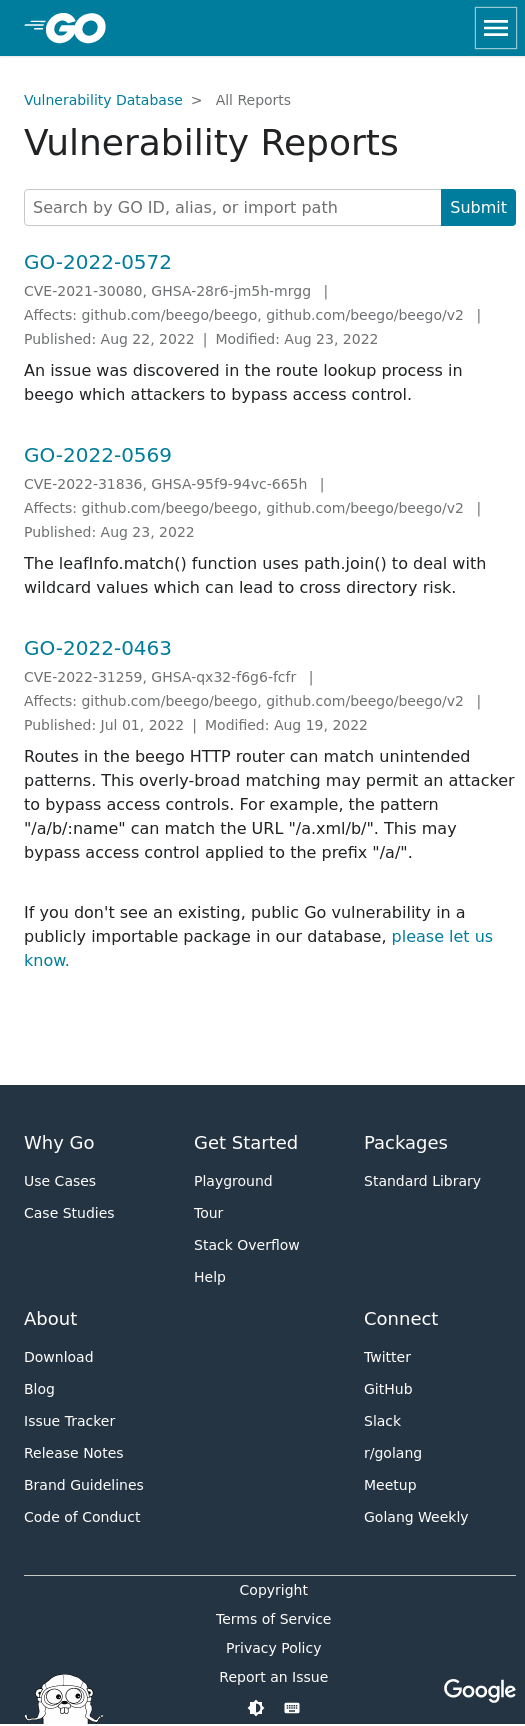 GO
Vulnerability Database > All Reports
Vulnerability Reports
Search by GO ID, alias, or import path
Submit
GO-2022-0572
CVE-2021-30080, GHSA-28r6-jm5h-mrgg |
Affects: github.com/beego/beego, github.com/beego/beego/v2 |
Published: Aug 22, 2022 | Modified: Aug 23, 2022
An issue was discovered in the route lookup process in
beego which attackers to bypass access control.
GO-2022-0569
CVE-2022-31836, GHSA-95f9-94vc-665h |
Affects: github.com/beego/beego, github.com/beego/beego/v2 |
Published: Aug 23, 2022
The leafInfo.match() function uses path.join() to deal with
wildcard values which can lead to cross directory risk.
GO-2022-0463
CVE-2022-31259, GHSA-qx32-f6g6-fcfr |
Affects: github.com/beego/beego, github.com/beego/beego/v2 |
Published: Jul 01, 2022 | Modified: Aug 19, 2022
Routes in the beego HTTP router can match unintended
patterns. This overly-broad matching may permit an attacker
to bypass access controls. For example, the pattern
"/a/b/:name" can match the URL "/a.xml/b/". This may
bypass access control applied to the prefix "/a/".
If you don't see an existing, public Go vulnerability in a
publicly importable package in our database, please let us
know.
Why Go
Use Cases
Case Studies
Get Started
Playground
Tour
Stack Overflow
Help
Packages
Standard Library
About
Download
Blog
Issue Tracker
Release Notes
Brand Guidelines
Code of Conduct
Connect
Twitter
GitHub
Slack
r/golang
Meetup
Golang Weekly
Copyright
Terms of Service
Privacy Policy
Report an Issue
Google